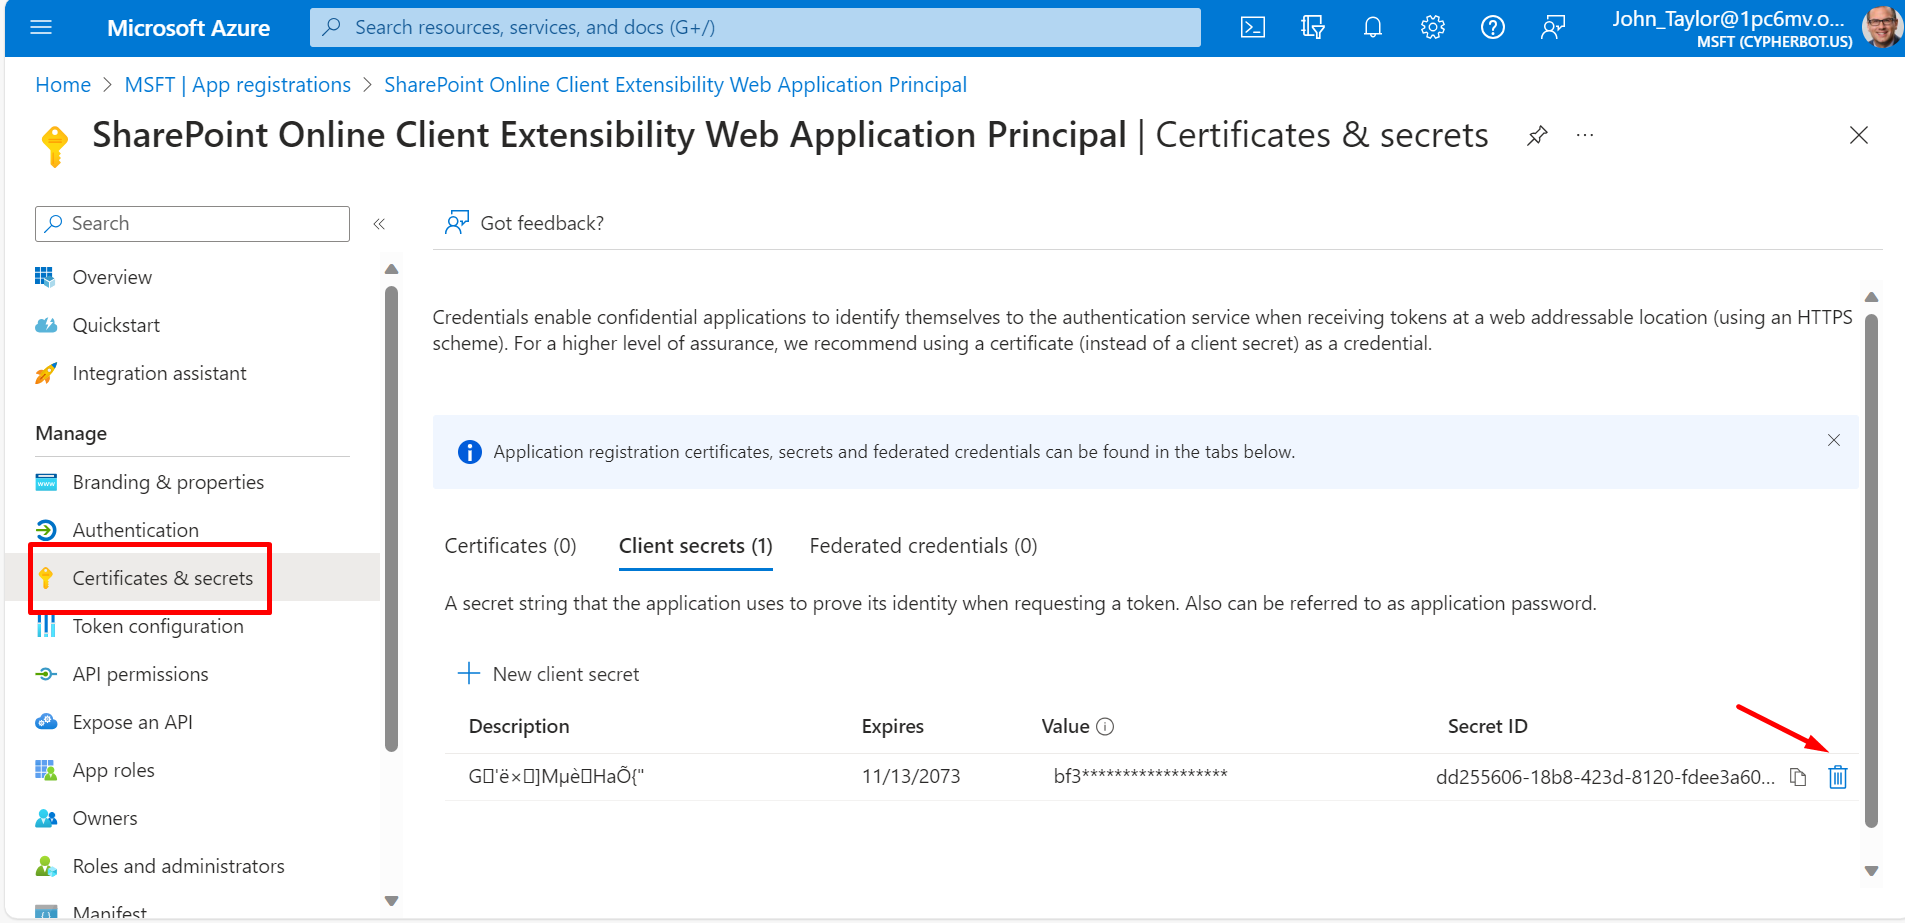 Microsoft Azure
Search resources, services, and docs (G+/)
John_Taylor@1pc6mv.o...
MSFT (CYPHERBOT.US)
Home > MSFT | App registrations > SharePoint Online Client Extensibility Web Application Principal
SharePoint Online Client Extensibility Web Application Principal | Certificates & secrets
Search
Overview
Quickstart
Integration assistant
Manage
Branding & properties
Authentication
Certificates & secrets
Token configuration
API permissions
Expose an API
App roles
Owners
Roles and administrators
Manifest
Got feedback?
Credentials enable confidential applications to identify themselves to the authentication service when receiving tokens at a web addressable location (using an HTTPS
scheme). For a higher level of assurance, we recommend using a certificate (instead of a client secret) as a credential.
Application registration certificates, secrets and federated credentials can be found in the tabs below.
Certificates (0) Client secrets (1) Federated credentials (0)
A secret string that the application uses to prove its identity when requesting a token. Also can be referred to as application password.
New client secret
Description Expires Value Secret ID
G▯'ë×▯]Mµè▯HaÕ{" 11/13/2073 bf3****************** dd255606-18b8-423d-8120-fdee3a60...